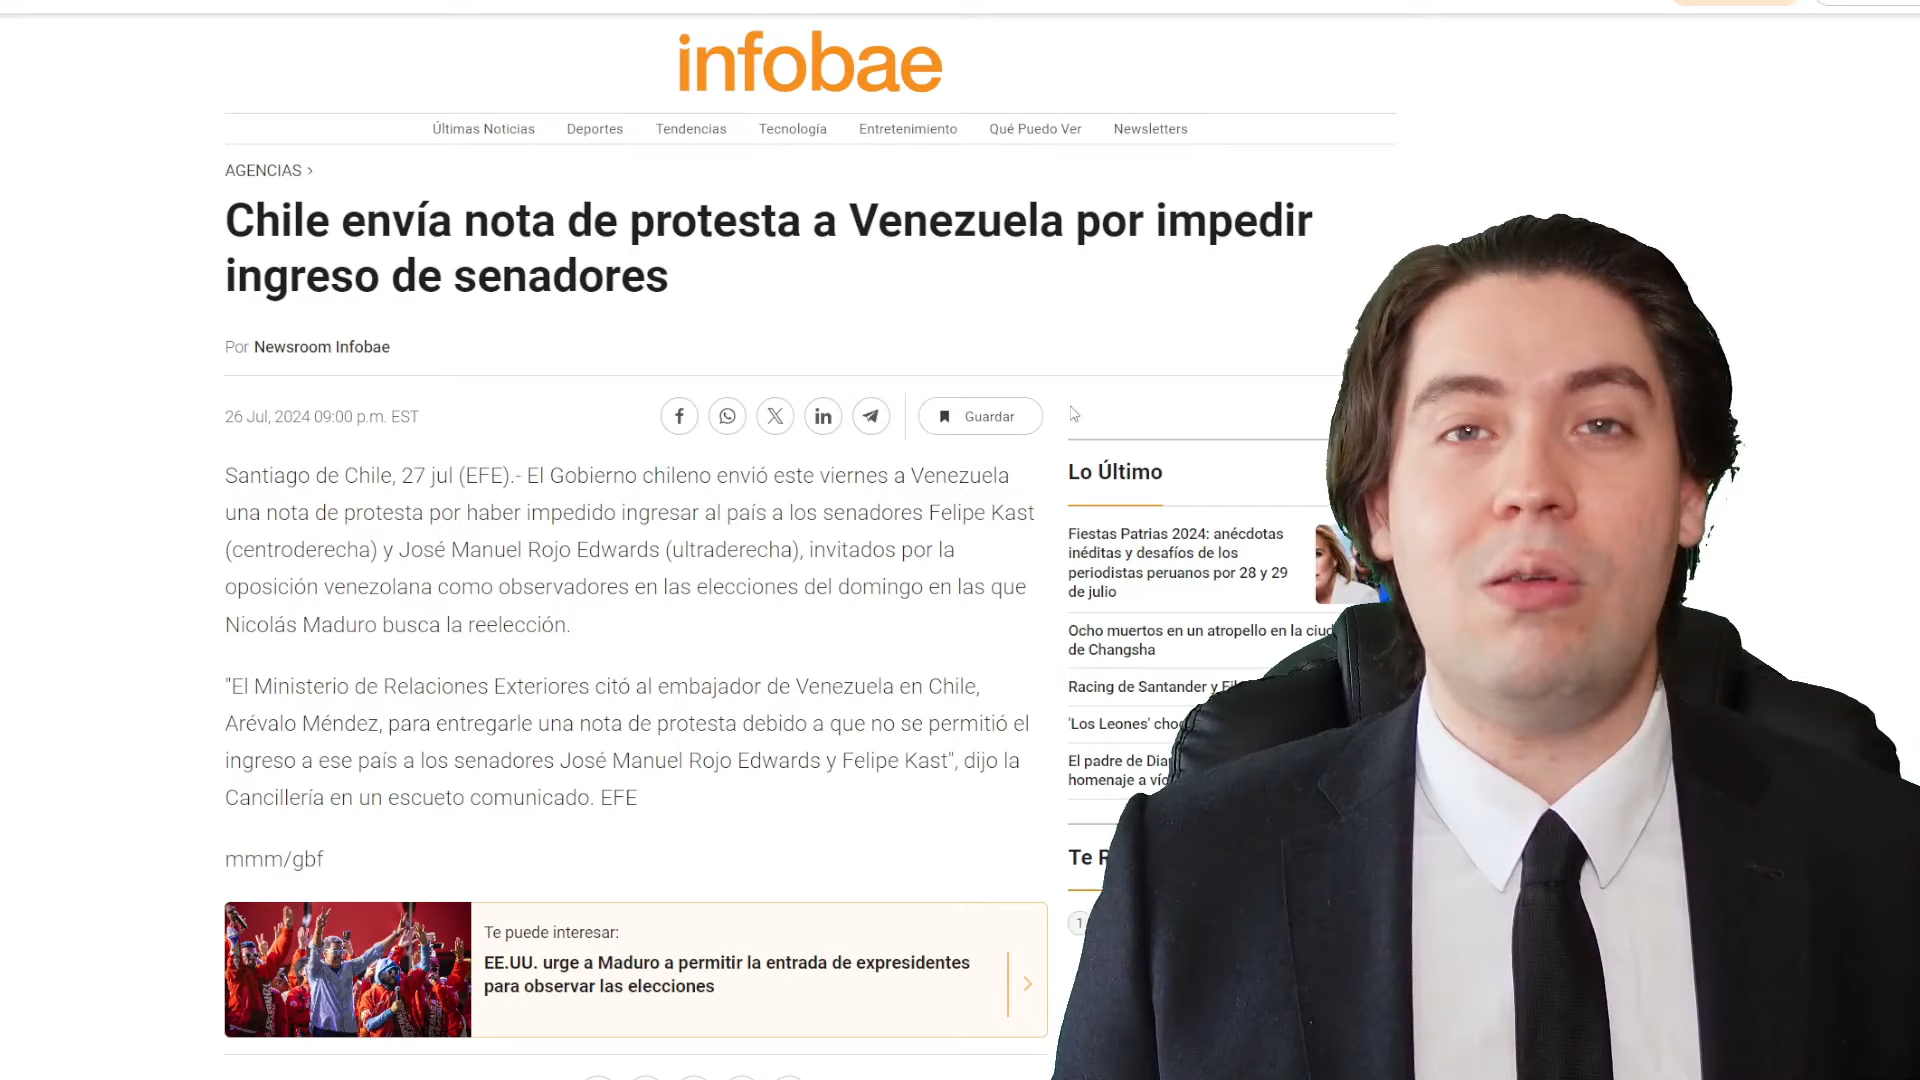 infobae
Últimas Noticias Deportes Tendencias Tecnología Entretenimiento Qué Puedo Ver Newsletters
AGENCIAS >
Chile envía nota de protesta a Venezuela por impedir
ingreso de senadores
Por Newsroom Infobae
26 Jul, 2024 09:00 p.m. EST
Guardar
Santiago de Chile, 27 jul (EFE).- El Gobierno chileno envió este viernes a Venezuela
una nota de protesta por haber impedido ingresar al país a los senadores Felipe Kast
(centroderecha) y José Manuel Rojo Edwards (ultraderecha), invitados por la
oposición venezolana como observadores en las elecciones del domingo en las que
Nicolás Maduro busca la reelección.
"El Ministerio de Relaciones Exteriores citó al embajador de Venezuela en Chile,
Arévalo Méndez, para entregarle una nota de protesta debido a que no se permitió el
ingreso a ese país a los senadores José Manuel Rojo Edwards y Felipe Kast", dijo la
Cancillería en un escueto comunicado. EFE
mmm/gbf
Te puede interesar:
EE.UU. urge a Maduro a permitir la entrada de expresidentes
para observar las elecciones
Lo Último
Fiestas Patrias 2024: anécdotas
inéditas y desafíos de los
periodistas peruanos por 28 y 29
de julio
Ocho muertos en un atropello en la
de Changsha
Racing de Santander y
'Los Leones'
El padre de
homenaje a
Te
1